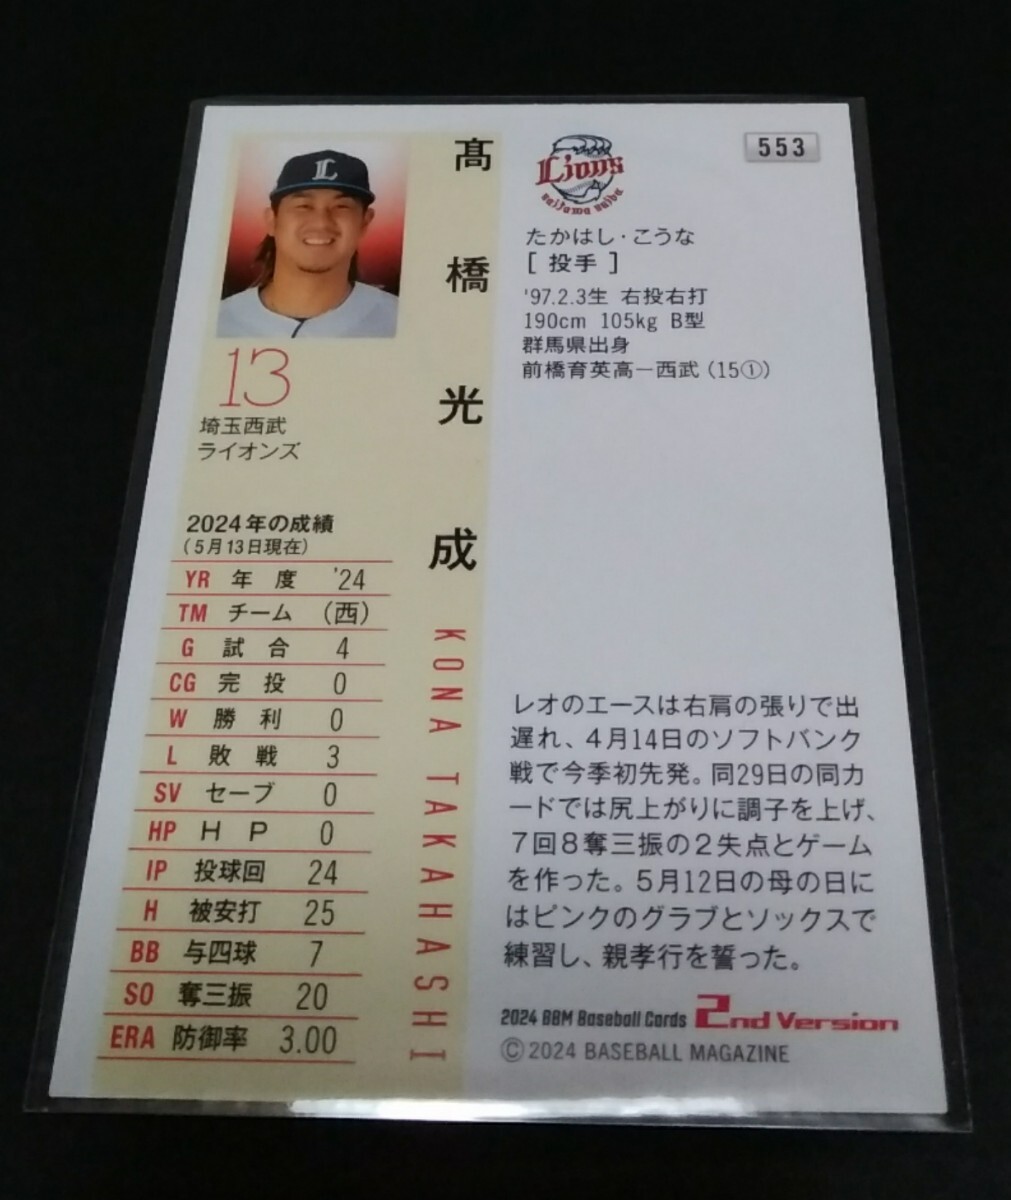 553
L
Lions
saitama seibu
髙橋光成
KONA TAKAHASHI
たかはし・こうな
[ 投手 ]
'97.2.3生 右投右打
190cm 105kg B型
群馬県出身
前橋育英高－西武 (15①)
13
埼玉西武
ライオンズ
2024年の成績
(5月13日現在)
YR 年 度 '24
TM チーム (西)
G 試 合 4
CG 完 投 0
W 勝 利 0
L 敗 戦 3
SV セーブ 0
HP H P 0
IP 投球回 24
H 被安打 25
BB 与四球 7
SO 奪三振 20
ERA 防御率 3.00
レオのエースは右肩の張りで出
遅れ、4月14日のソフトバンク
戦で今季初先発。同29日の同カ
ードでは尻上がりに調子を上げ、
7回8奪三振の2失点とゲーム
を作った。5月12日の母の日に
はピンクのグラブとソックスで
練習し、親孝行を誓った。
2024 BBM Baseball Cards 2nd Version
©2024 BASEBALL MAGAZINE